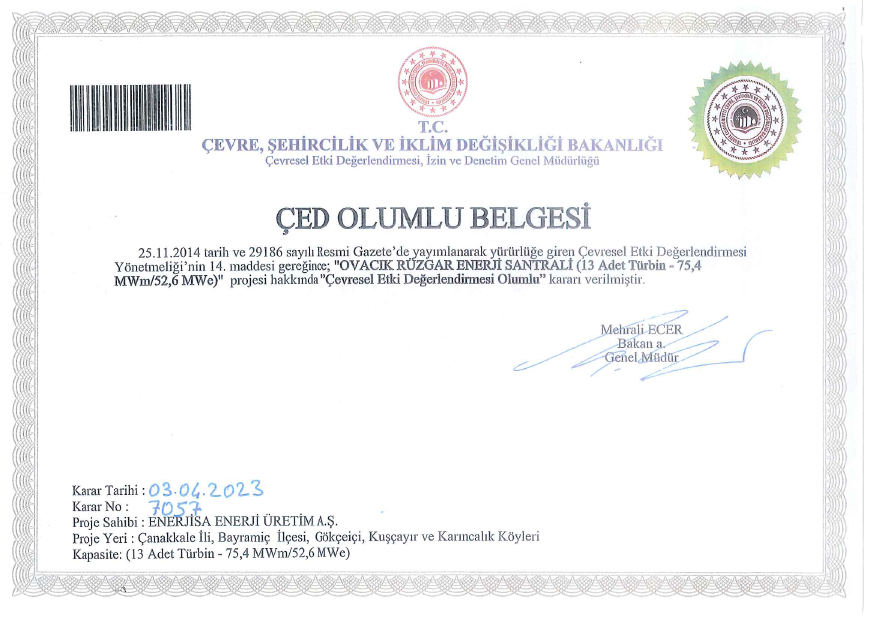 T.C.
ÇEVRE, ŞEHİRCİLİK VE İKLİM DEĞİŞİKLİĞİ BAKANLIĞI
Çevresel Etki Değerlendirmesi, İzin ve Denetim Genel Müdürlüğü
ÇED OLUMLU BELGESİ
25.11.2014 tarih ve 29186 sayılı Resmi Gazete’de yayımlanarak yürürlüğe giren Çevresel Etki Değerlendirmesi
Yönetmeliği’nin 14. maddesi gereğince; "OVACIK RÜZGAR ENERJİ SANTRALİ (13 Adet Türbin - 75,4
MWm/52,6 MWe)" projesi hakkında "Çevresel Etki Değerlendirmesi Olumlu” kararı verilmiştir.
Mehrali ECER
Bakan a.
Genel Müdür
Karar Tarihi : 03.04.2023
Karar No : 7057
Proje Sahibi : ENERJİSA ENERJİ ÜRETİM A.Ş.
Proje Yeri : Çanakkale İli, Bayramiç İlçesi, Gökçeiçi, Kuşçayır ve Karıncalık Köyleri
Kapasite: (13 Adet Türbin - 75,4 MWm/52,6 MWe)